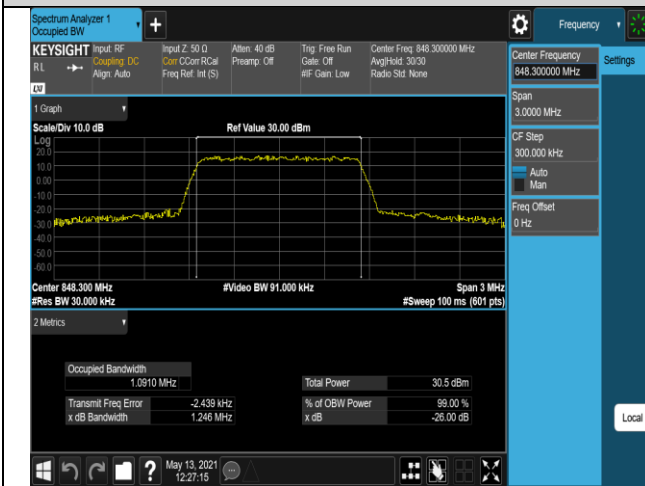 Spectrum Analyzer 1
Occupied BW
Frequency
KEYSIGHT
RL
LXI
Input: RF
Coupling: DC
Align: Auto
Input Z: 50 Ω
Corr CCorr RCal
Freq Ref: Int (S)
Atten: 40 dB
Preamp: Off
Trig: Free Run
Gate: Off
#IF Gain: Low
Center Freq: 848.300000 MHz
Avg|Hold: 30/30
Radio Std: None
Center Frequency
848.300000 MHz
Settings
Span
3.0000 MHz
CF Step
300.000 kHz
Auto
Man
Freq Offset
0 Hz
1 Graph
Scale/Div 10.0 dB
Ref Value 30.00 dBm
Log
20.0
10.0
0.00
-10.0
-20.0
-30.0
-40.0
-50.0
-60.0
Center 848.300 MHz
#Video BW 91.000 kHz
Span 3 MHz
#Res BW 30.000 kHz
#Sweep 100 ms (601 pts)
2 Metrics
Occupied Bandwidth
1.0910 MHz
Total Power 30.5 dBm
Transmit Freq Error -2.439 kHz
% of OBW Power 99.00 %
x dB Bandwidth 1.246 MHz
x dB -26.00 dB
Local
?
May 13, 2021
12:27:15